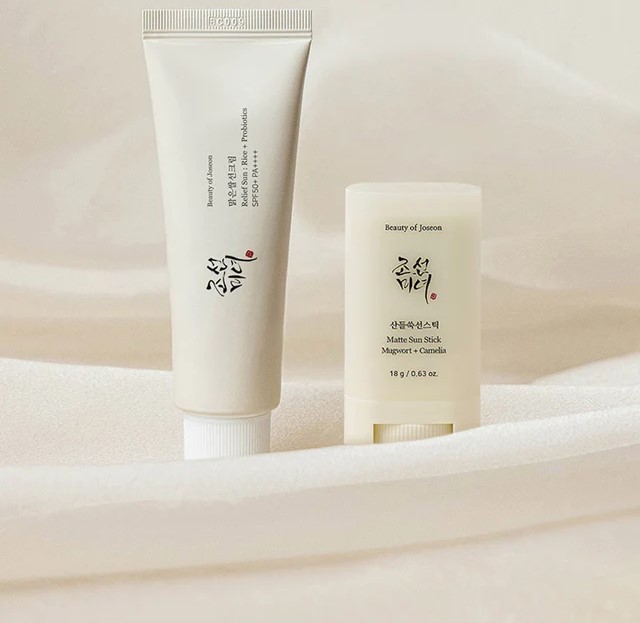 Beauty of Joseon
맑은쌀선크림
Relief Sun : Rice + Probiotics
SPF50+ PA++++
조선
미녀
Beauty of Joseon
조선
미녀
산들쑥선스틱
Matte Sun Stick
Mugwort + Camelia
18 g / 0.63 oz.